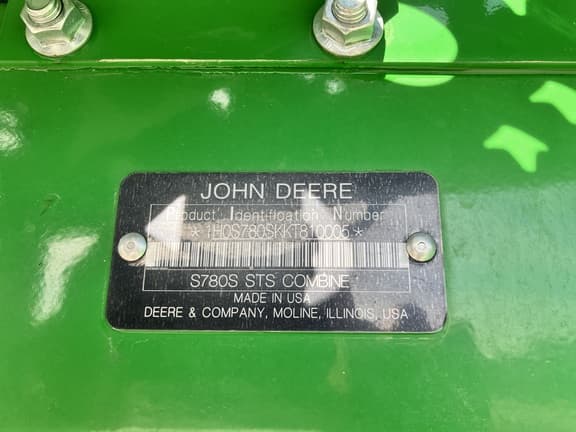 JOHN DEERE
Product Identification Number
*1H0S780SKKT810005*
S780S STS COMBINE
MADE IN USA
DEERE & COMPANY, MOLINE, ILLINOIS, USA